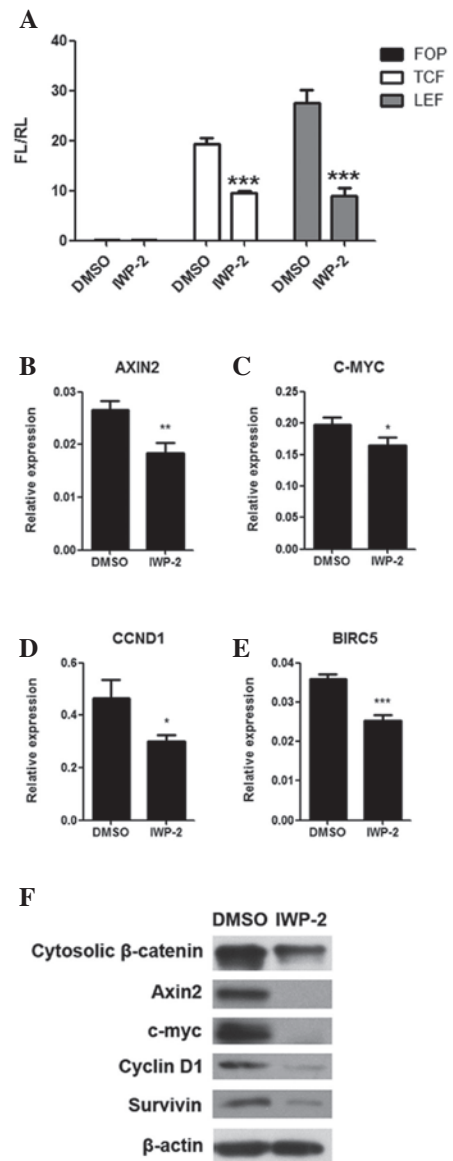 A
FOP
TCF
LEF
FL/RL
40
30
20
10
0
***
***
DMSO
IWP-2
DMSO
IWP-2
DMSO
IWP-2
B
AXIN2
Relative expression
0.03
0.02
0.01
0.00
**
DMSO
IWP-2
C
C-MYC
Relative expression
0.25
0.20
0.15
0.10
0.05
0.00
*
DMSO
IWP-2
D
CCND1
Relative expression
0.6
0.4
0.2
0.0
*
DMSO
IWP-2
E
BIRC5
Relative expression
0.04
0.03
0.02
0.01
0.00
***
DMSO
IWP-2
F
DMSO IWP-2
Cytosolic β-catenin
Axin2
c-myc
Cyclin D1
Survivin
β-actin